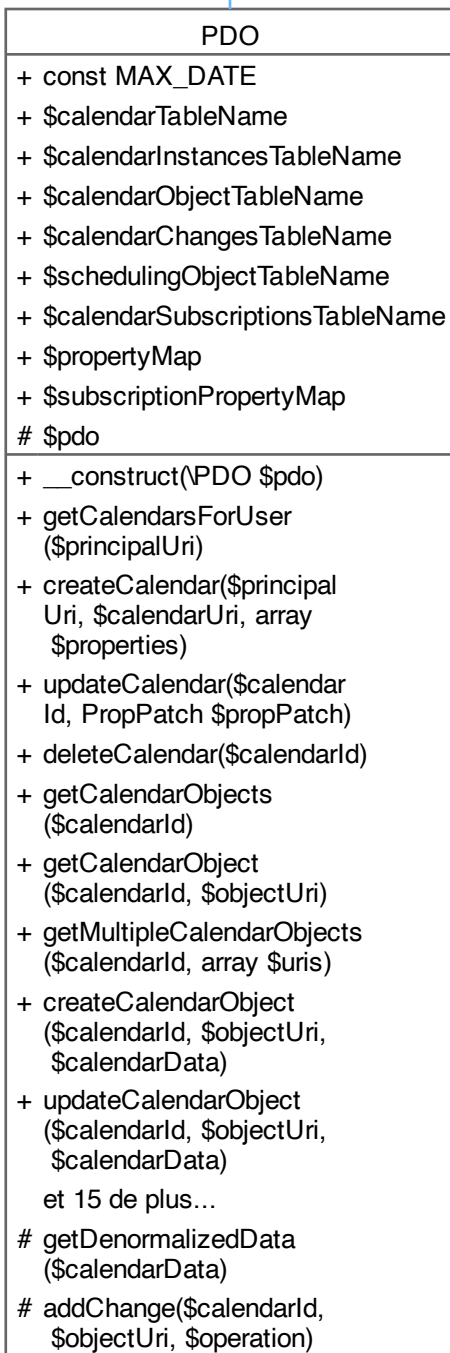 PDO
+ const MAX_DATE
+ $calendarTableName
+ $calendarInstancesTableName
+ $calendarObjectTableName
+ $calendarChangesTableName
+ $schedulingObjectTableName
+ $calendarSubscriptionsTableName
+ $propertyMap
+ $subscriptionPropertyMap
# $pdo
+ __construct(\PDO $pdo)
+ getCalendarsForUser
($principalUri)
+ createCalendar($principal
Uri, $calendarUri, array
$properties)
+ updateCalendar($calendar
Id, PropPatch $propPatch)
+ deleteCalendar($calendarId)
+ getCalendarObjects
($calendarId)
+ getCalendarObject
($calendarId, $objectUri)
+ getMultipleCalendarObjects
($calendarId, array $uris)
+ createCalendarObject
($calendarId, $objectUri,
$calendarData)
+ updateCalendarObject
($calendarId, $objectUri,
$calendarData)
et 15 de plus...
# getDenormalizedData
($calendarData)
# addChange($calendarId,
$objectUri, $operation)